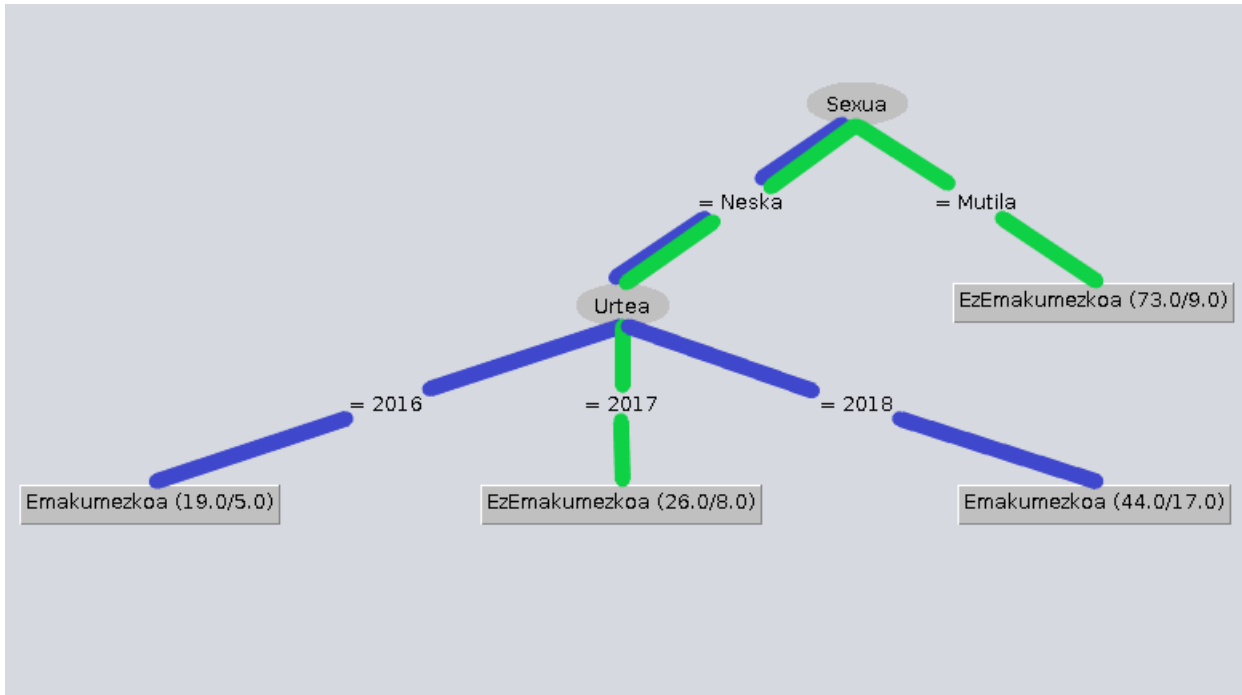 Sexua
= Neska
= Mutila
Urtea
EzEmakumezkoa (73.0/9.0)
= 2016
= 2017
= 2018
Emakumezkoa (19.0/5.0)
EzEmakumezkoa (26.0/8.0)
Emakumezkoa (44.0/17.0)